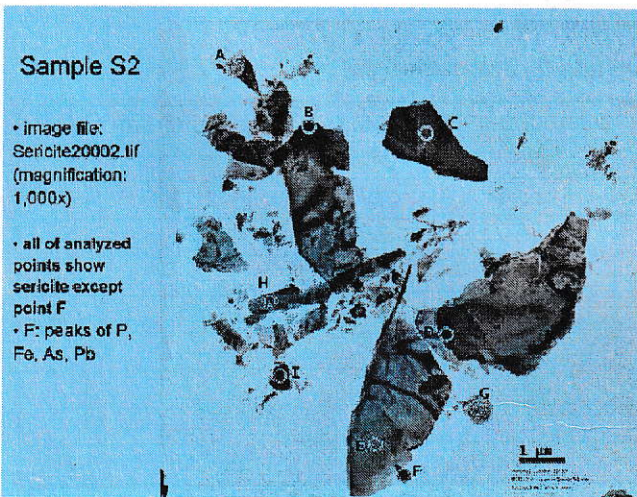 Sample S2
• image file:
Sericite20002.tif
(magnification:
1,000x)
• all of analyzed
points show
sericite except
point F
• F: peaks of P,
Fe, As, Pb
A
B
C
H
D
I
G
E
F
1 µm